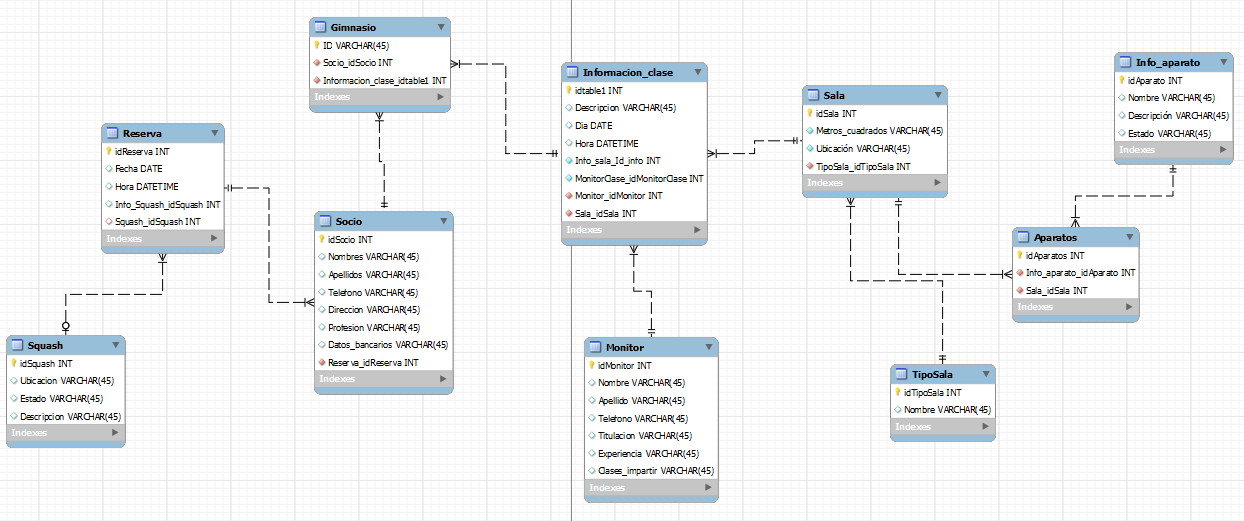 Gimnasio
ID VARCHAR(45)
Socio_idSocio INT
Informacion_clase_idtable1 INT
Indexes
Reserva
idReserva INT
Fecha DATE
Hora DATETIME
Info_Squash_idSquash INT
Squash_idSquash INT
Indexes
Squash
idSquash INT
Ubicacion VARCHAR(45)
Estado VARCHAR(45)
Descripcion VARCHAR(45)
Indexes
Socio
idSocio INT
Nombres VARCHAR(45)
Apellidos VARCHAR(45)
Telefono VARCHAR(45)
Direccion VARCHAR(45)
Profesion VARCHAR(45)
Datos_bancarios VARCHAR(45)
Reserva_idReserva INT
Indexes
Informacion_clase
idtable1 INT
Descripcion VARCHAR(45)
Dia DATE
Hora DATETIME
Info_sala_Id_info INT
MonitorClase_idMonitorClase INT
Monitor_idMonitor INT
Sala_idSala INT
Indexes
Monitor
idMonitor INT
Nombre VARCHAR(45)
Apellido VARCHAR(45)
Telefono VARCHAR(45)
Titulacion VARCHAR(45)
Experiencia VARCHAR(45)
Clases_impartir VARCHAR(45)
Indexes
Sala
idSala INT
Metros_cuadrados VARCHAR(45)
Ubicación VARCHAR(45)
TipoSala_idTipoSala INT
Indexes
TipoSala
idTipoSala INT
Nombre VARCHAR(45)
Indexes
Info_aparato
idAparato INT
Nombre VARCHAR(45)
Descripción VARCHAR(45)
Estado VARCHAR(45)
Indexes
Aparatos
idAparatos INT
Info_aparato_idAparato INT
Sala_idSala INT
Indexes